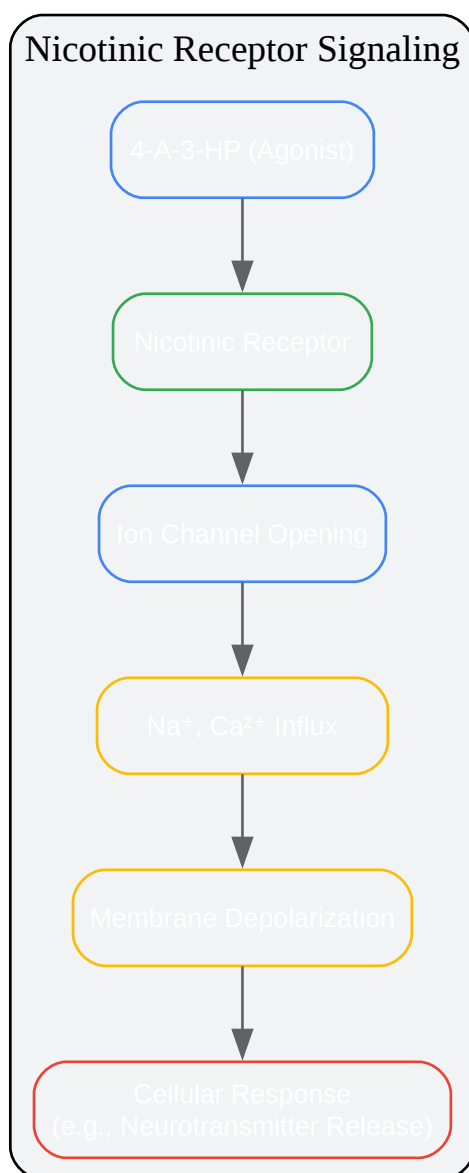 Nicotinic Receptor Signaling
4-A-3-HP (Agonist)
Nicotinic Receptor
Ion Channel Opening
Na⁺, Ca²⁺ Influx
Membrane Depolarization
Cellular Response
(e.g., Neurotransmitter Release)